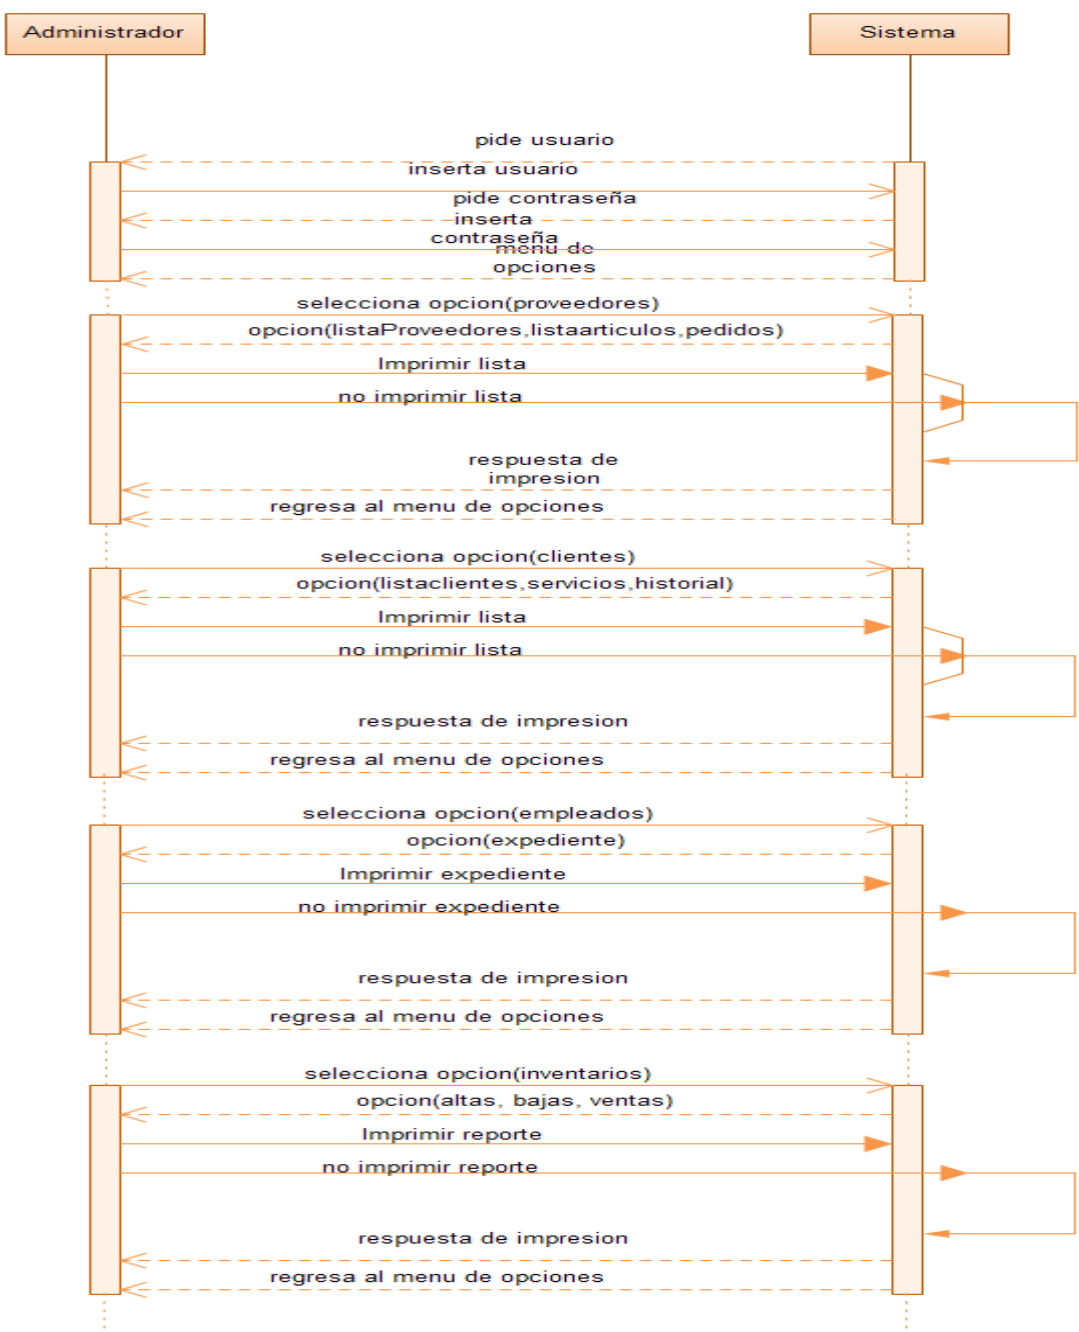 Administrador
Sistema
pide usuario
inserta usuario
pide contraseña
inserta
contraseña
menu de
opciones
selecciona opcion(proveedores)
opcion(listaProveedores,listaarticulos,pedidos)
Imprimir lista
no imprimir lista
respuesta de
impresion
regresa al menu de opciones
selecciona opcion(clientes)
opcion(listaclientes,servicios,historial)
Imprimir lista
no imprimir lista
respuesta de impresion
regresa al menu de opciones
selecciona opcion(empleados)
opcion(expediente)
Imprimir expediente
no imprimir expediente
respuesta de impresion
regresa al menu de opciones
selecciona opcion(inventarios)
opcion(altas, bajas, ventas)
Imprimir reporte
no imprimir reporte
respuesta de impresion
regresa al menu de opciones